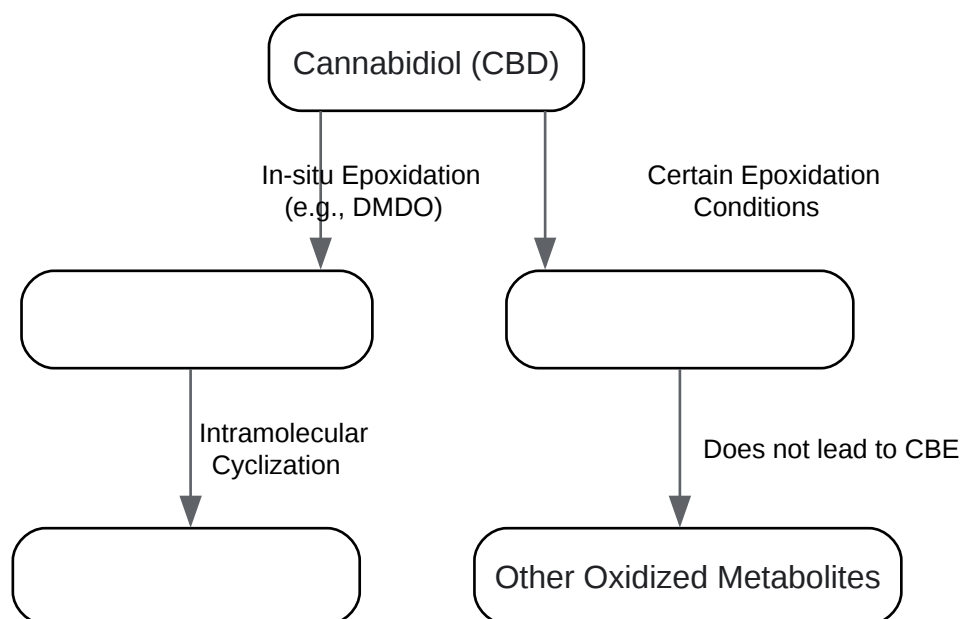 Cannabidiol (CBD)
In-situ Epoxidation
(e.g., DMDO)
Certain Epoxidation
Conditions
Intramolecular
Cyclization
Does not lead to CBE
Other Oxidized Metabolites